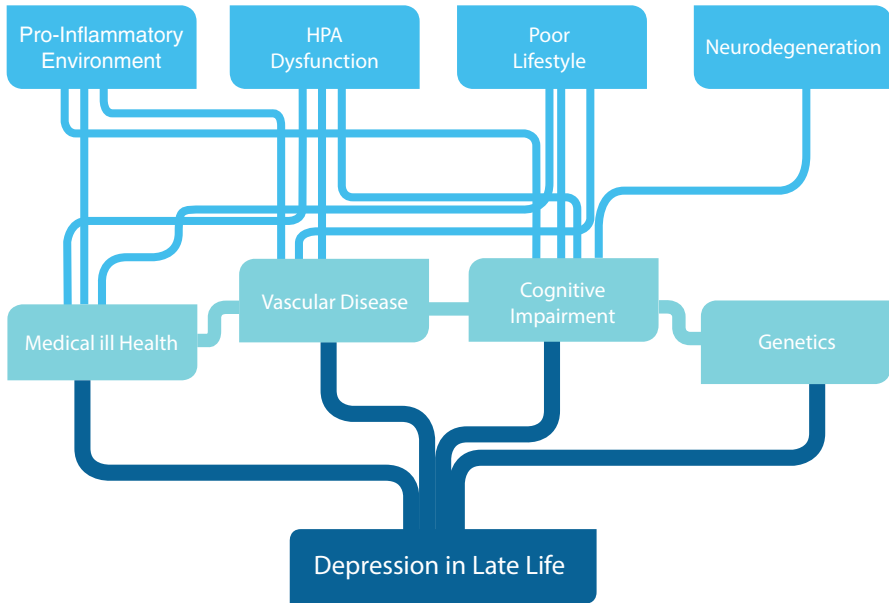 Pro-Inflammatory
Environment
HPA
Dysfunction
Poor
Lifestyle
Neurodegeneration
Medical ill Health
Vascular Disease
Cognitive
Impairment
Genetics
Depression in Late Life